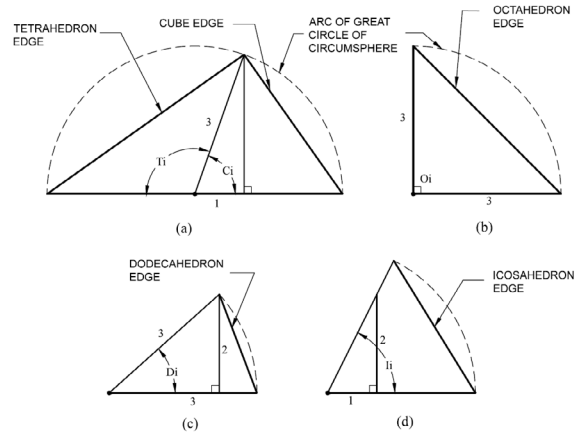 TETRAHEDRON
EDGE
CUBE EDGE
ARC OF GREAT
CIRCLE OF
CIRCUMSPHERE
OCTAHEDRON
EDGE
3
Ti
Ci
1
(a)
3
Oi
3
(b)
DODECAHEDRON
EDGE
3
2
Di
3
(c)
ICOSAHEDRON
EDGE
2
Ii
1
(d)